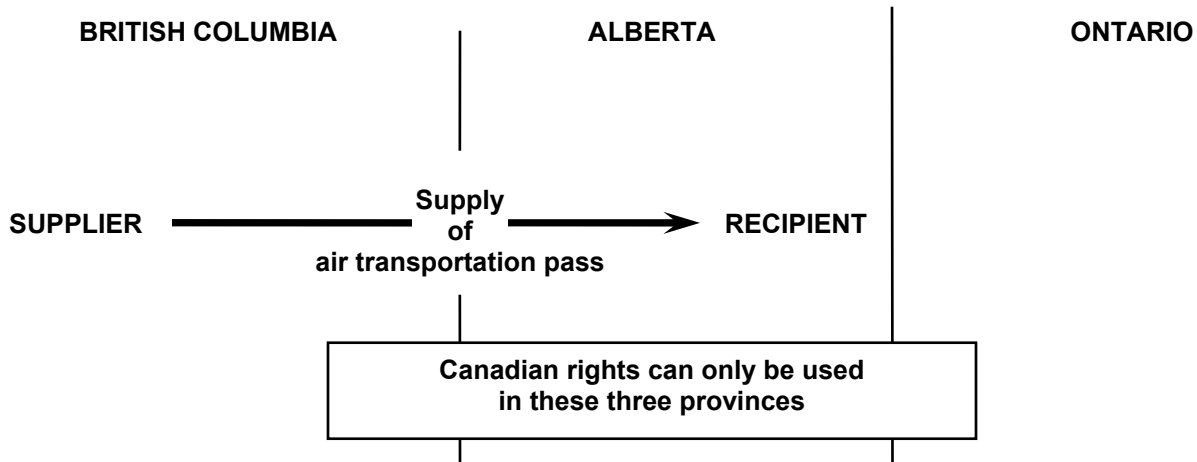 BRITISH COLUMBIA
ALBERTA
ONTARIO
SUPPLIER
Supply
of
air transportation pass
RECIPIENT
Canadian rights can only be used
in these three provinces